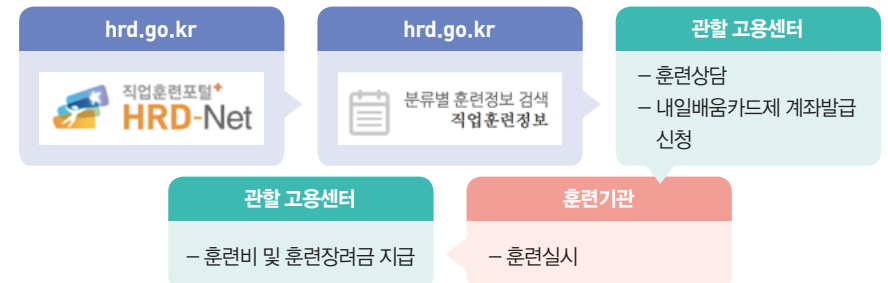 hrd.go.kr
직업훈련포털+
HRD-Net
hrd.go.kr
분류별 훈련정보 검색
직업훈련정보
관할 고용센터
– 훈련상담
– 내일배움카드제 계좌발급
신청
훈련기관
– 훈련실시
관할 고용센터
– 훈련비 및 훈련장려금 지급